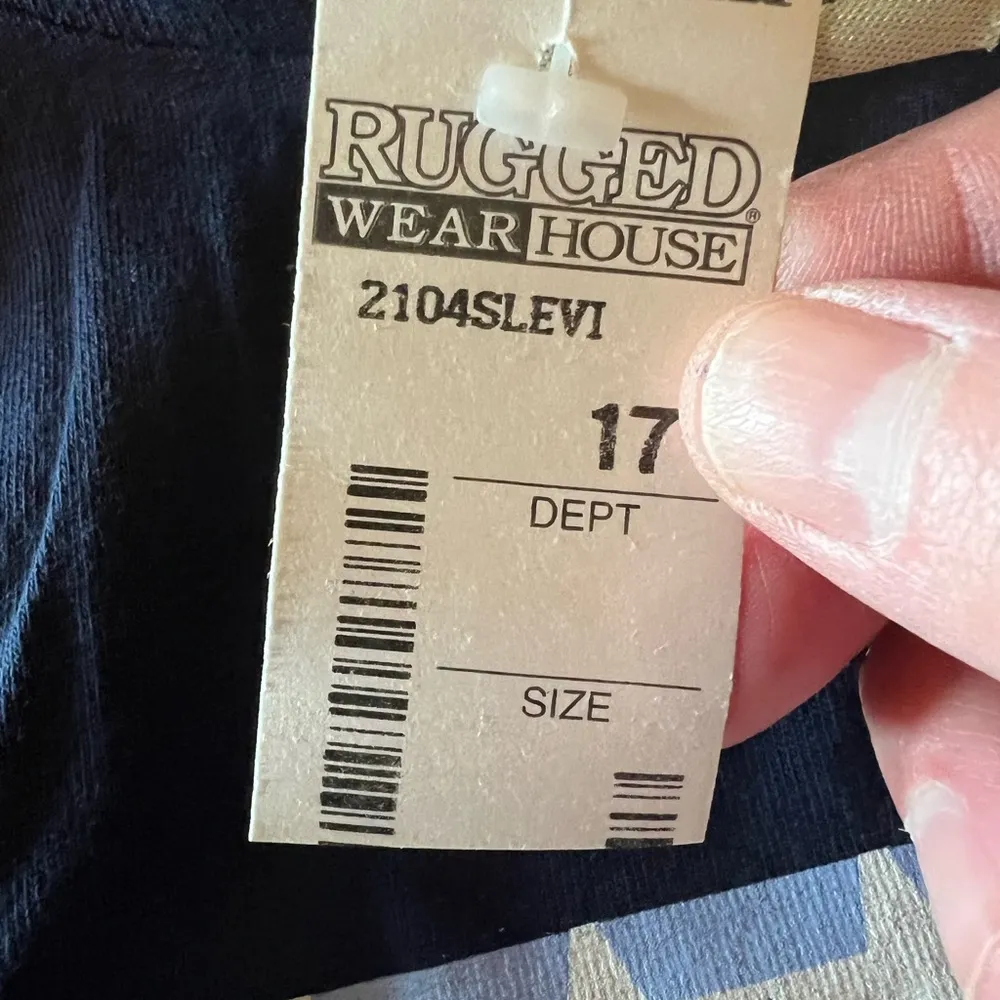 RUGGED
WEAR HOUSE®
2104SLEVI
17
DEPT
SIZE